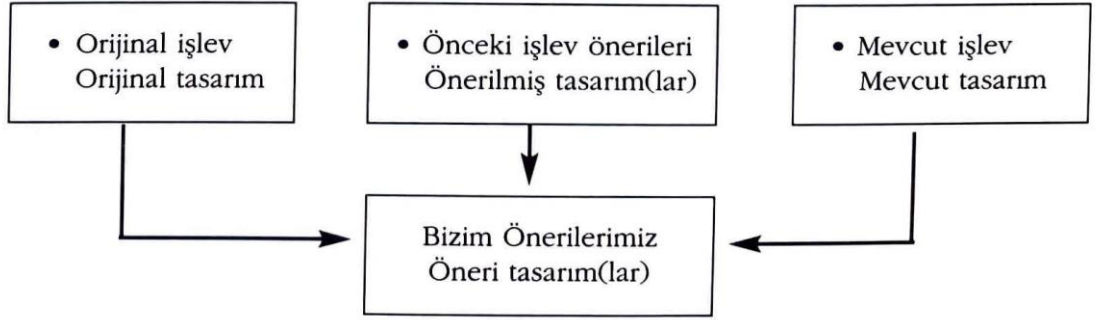 • Orijinal işlev
Orijinal tasarım
• Önceki işlev önerileri
Önerilmiş tasarım(lar)
• Mevcut işlev
Mevcut tasarım
Bizim Önerilerimiz
Öneri tasarım(lar)